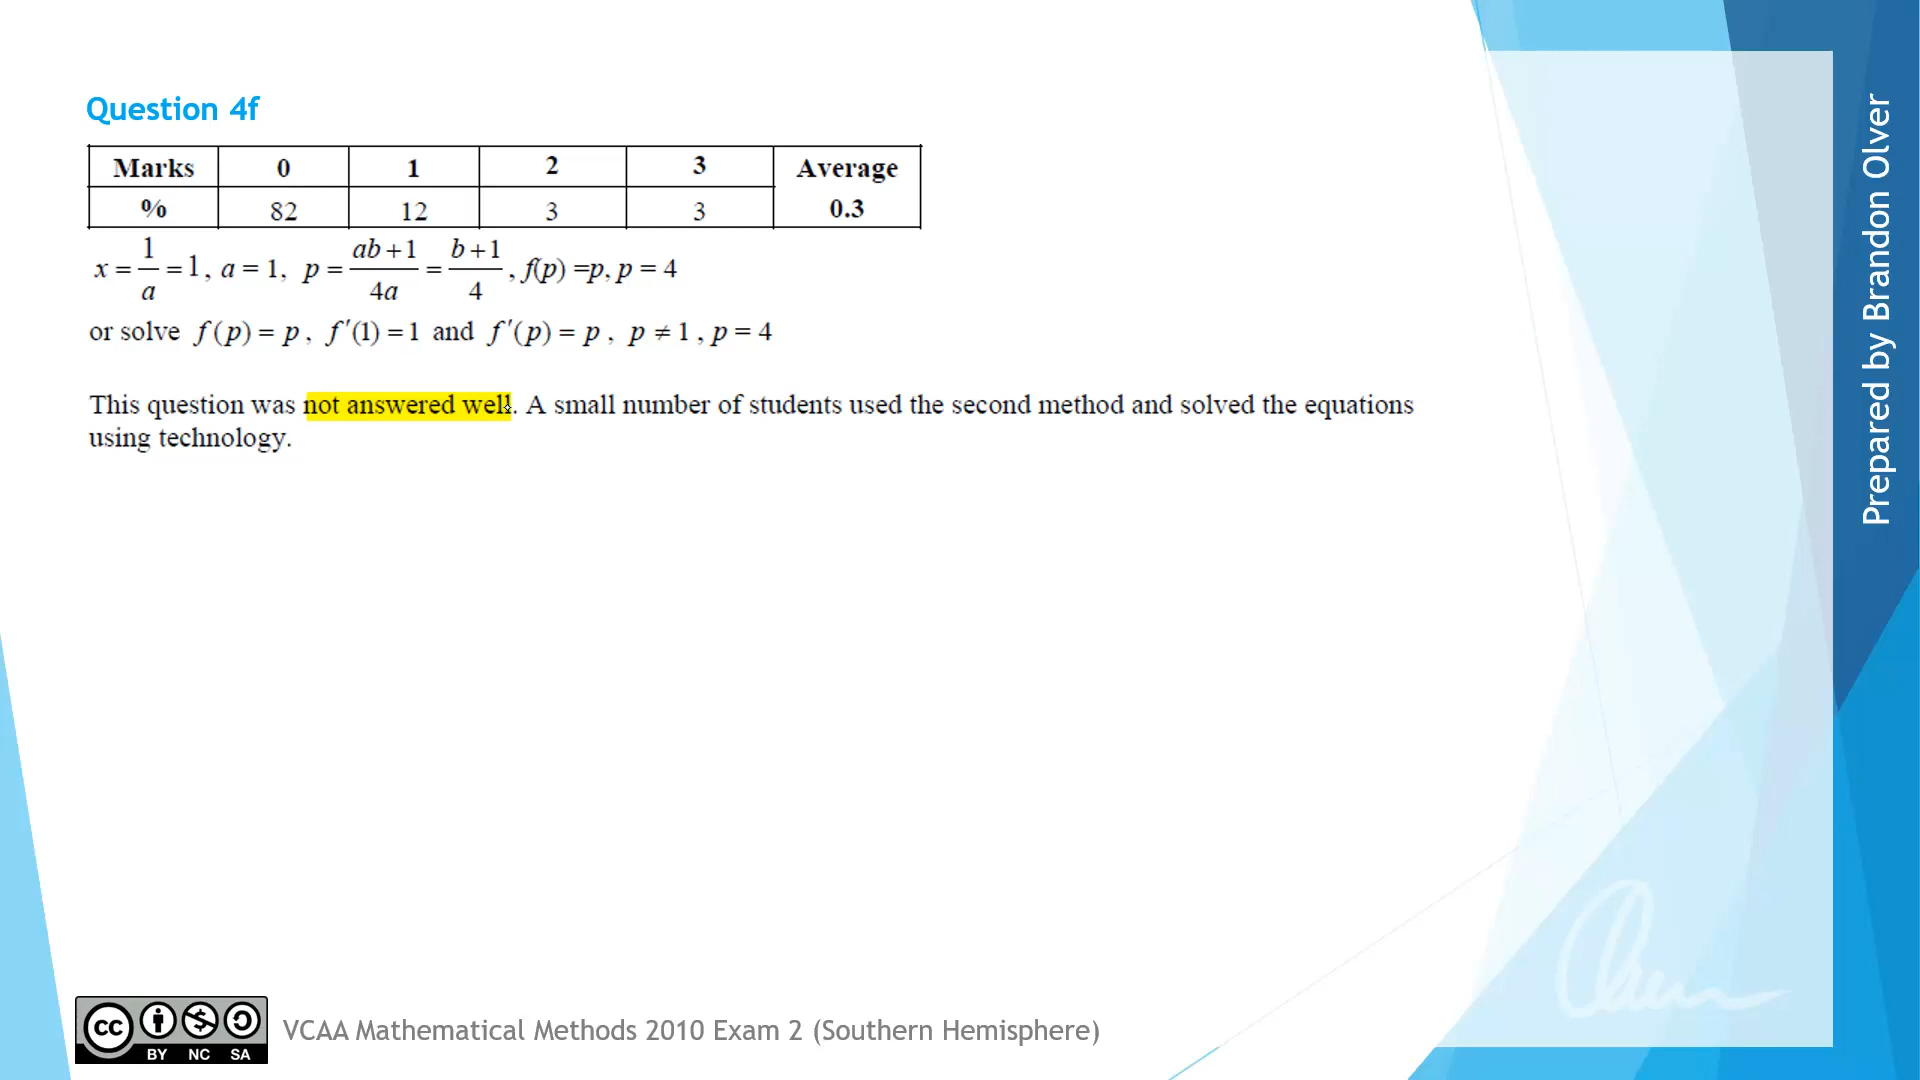 Question 4f
Marks 0 1 2 3 Average
% 82 12 3 3 0.3
x = 1/a = 1, a = 1, p = (ab+1)/4a = (b+1)/4, f(p) =p, p = 4
or solve f(p) = p, f′(1) = 1 and f′(p) = p, p ≠ 1, p = 4
This question was not answered well. A small number of students used the second method and solved the equations
using technology.
Prepared by Brandon Olver
cc BY NC SA
VCAA Mathematical Methods 2010 Exam 2 (Southern Hemisphere)